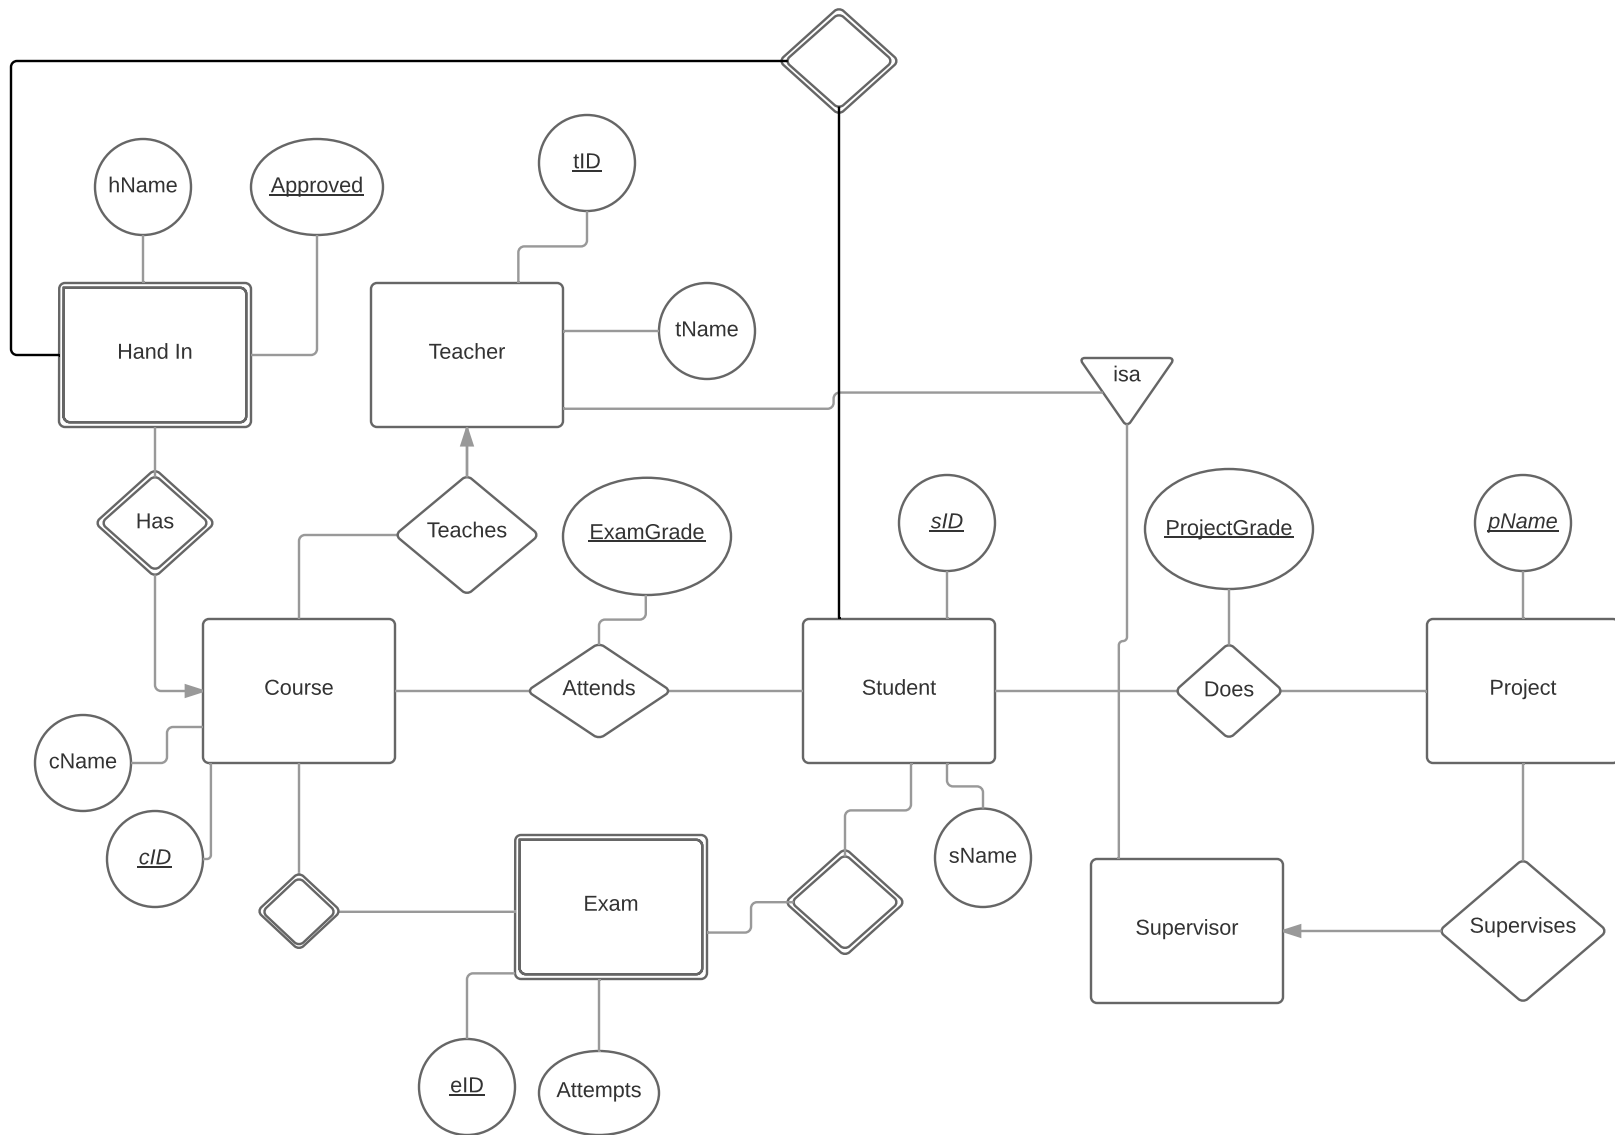 tID
hName
Approved
tName
Hand In
Teacher
isa
Has
Teaches
ExamGrade
sID
ProjectGrade
pName
Course
Attends
Student
Does
Project
cName
cID
sName
Exam
Supervisor
Supervises
eID
Attempts